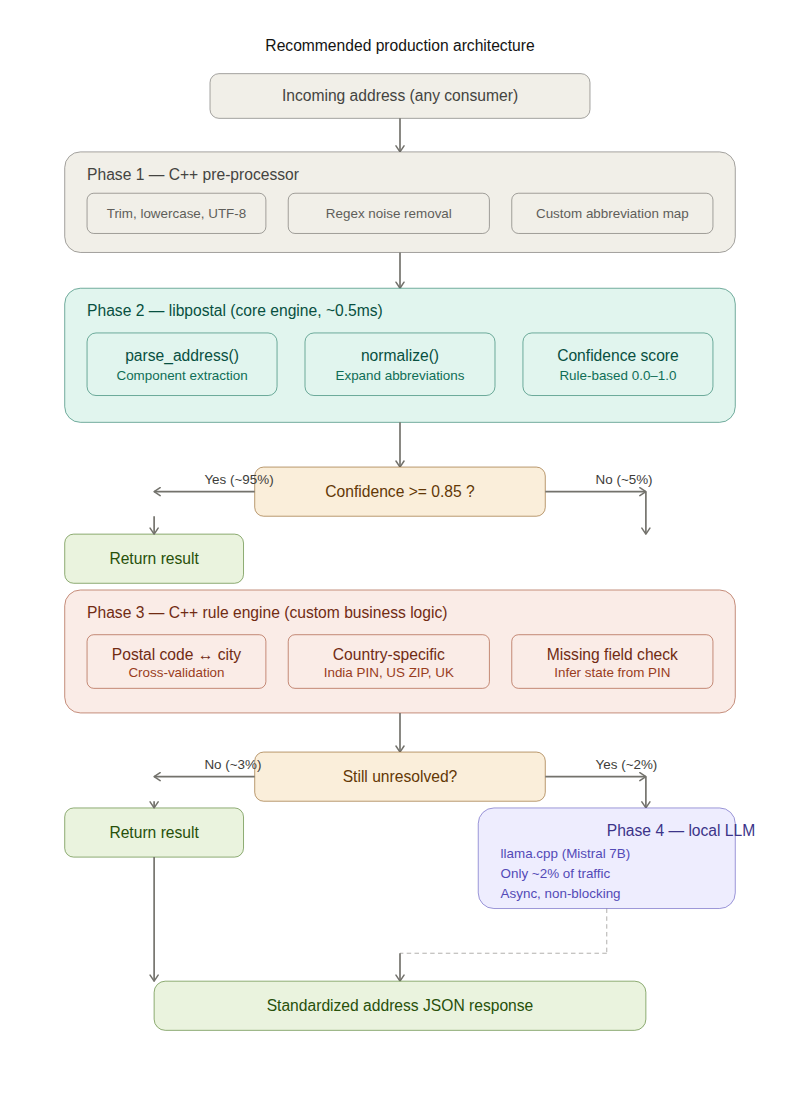 Recommended production architecture
Incoming address (any consumer)
Phase 1 — C++ pre-processor
Trim, lowercase, UTF-8
Regex noise removal
Custom abbreviation map
Phase 2 — libpostal (core engine, ~0.5ms)
parse_address()
Component extraction
normalize()
Expand abbreviations
Confidence score
Rule-based 0.0–1.0
Yes (~95%)
Confidence >= 0.85 ?
No (~5%)
Return result
Phase 3 — C++ rule engine (custom business logic)
Postal code ↔ city
Cross-validation
Country-specific
India PIN, US ZIP, UK
Missing field check
Infer state from PIN
No (~3%)
Still unresolved?
Yes (~2%)
Return result
Phase 4 — local LLM
llama.cpp (Mistral 7B)
Only ~2% of traffic
Async, non-blocking
Standardized address JSON response